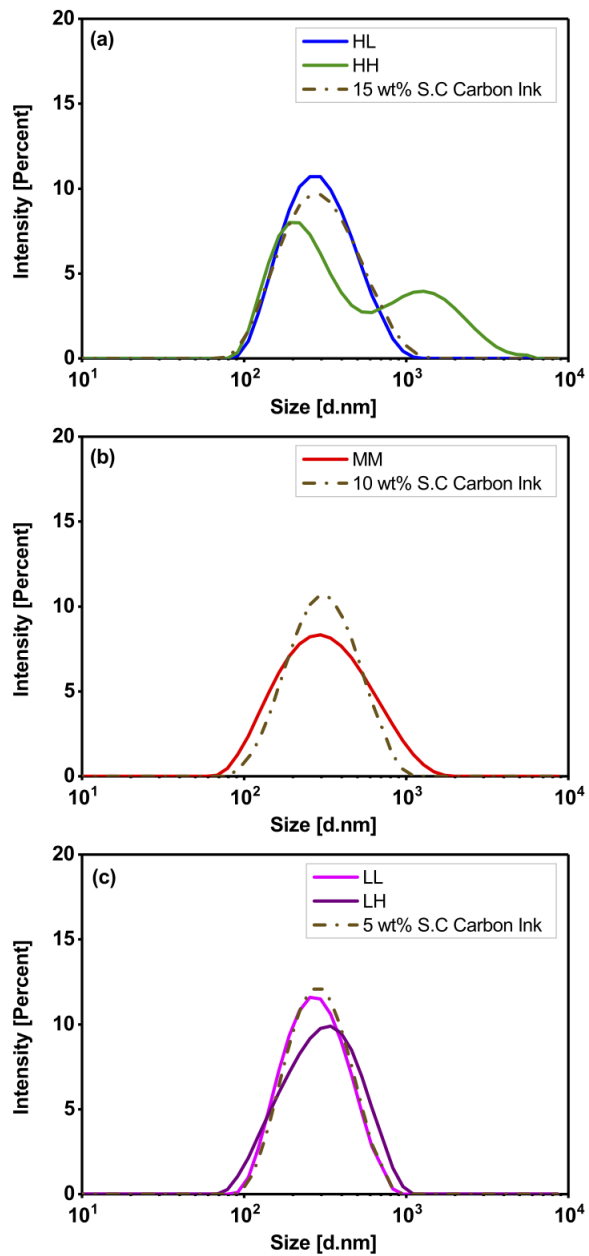 (a)
HL
HH
15 wt% S.C Carbon Ink
Intensity [Percent]
20
15
10
5
0
10¹ 10² 10³ 10⁴
Size [d.nm]
(b)
MM
10 wt% S.C Carbon Ink
Intensity [Percent]
20
15
10
5
0
10¹ 10² 10³ 10⁴
Size [d.nm]
(c)
LL
LH
5 wt% S.C Carbon Ink
Intensity [Percent]
20
15
10
5
0
10¹ 10² 10³ 10⁴
Size [d.nm]